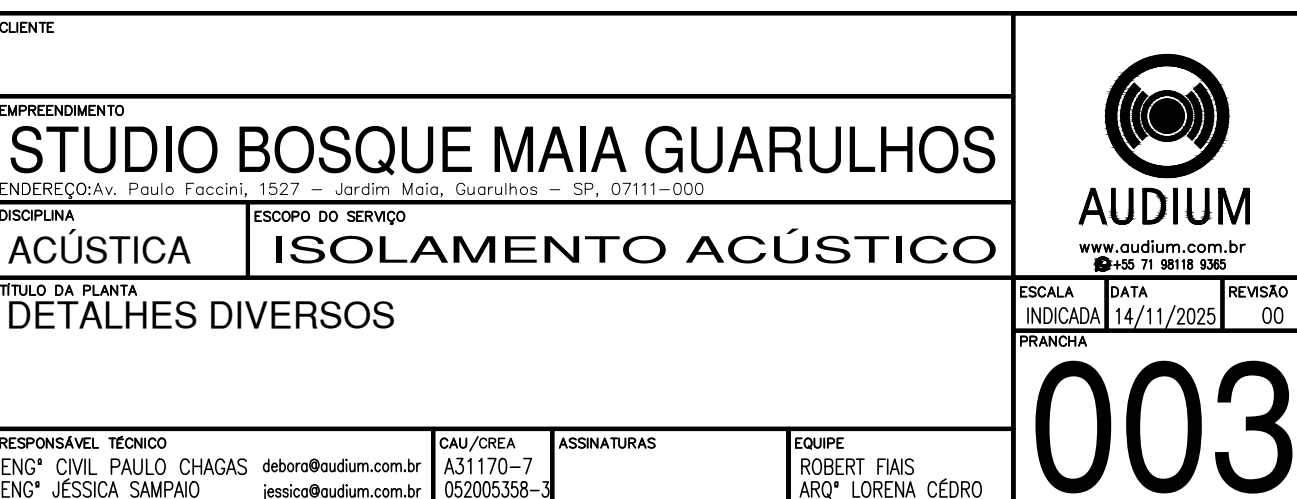 CLIENTE
EMPREENDIMENTO
STUDIO BOSQUE MAIA GUARULHOS
ENDEREÇO:Av. Paulo Faccini, 1527 – Jardim Maia, Guarulhos – SP, 07111–000
DISCIPLINA
ACÚSTICA
ESCOPO DO SERVIÇO
ISOLAMENTO ACÚSTICO
AUDIUM
www.audium.com.br
+55 71 98118 9365
TÍTULO DA PLANTA
DETALHES DIVERSOS
ESCALA
INDICADA
DATA
14/11/2025
REVISÃO
00
PRANCHA
003
RESPONSÁVEL TÉCNICO
ENGª CIVIL PAULO CHAGAS debora@audium.com.br
ENGª JÉSSICA SAMPAIO jessica@audium.com.br
CAU/CREA
A31170-7
052005358-3
ASSINATURAS
EQUIPE
ROBERT FIAIS
ARQª LORENA CÉDRO